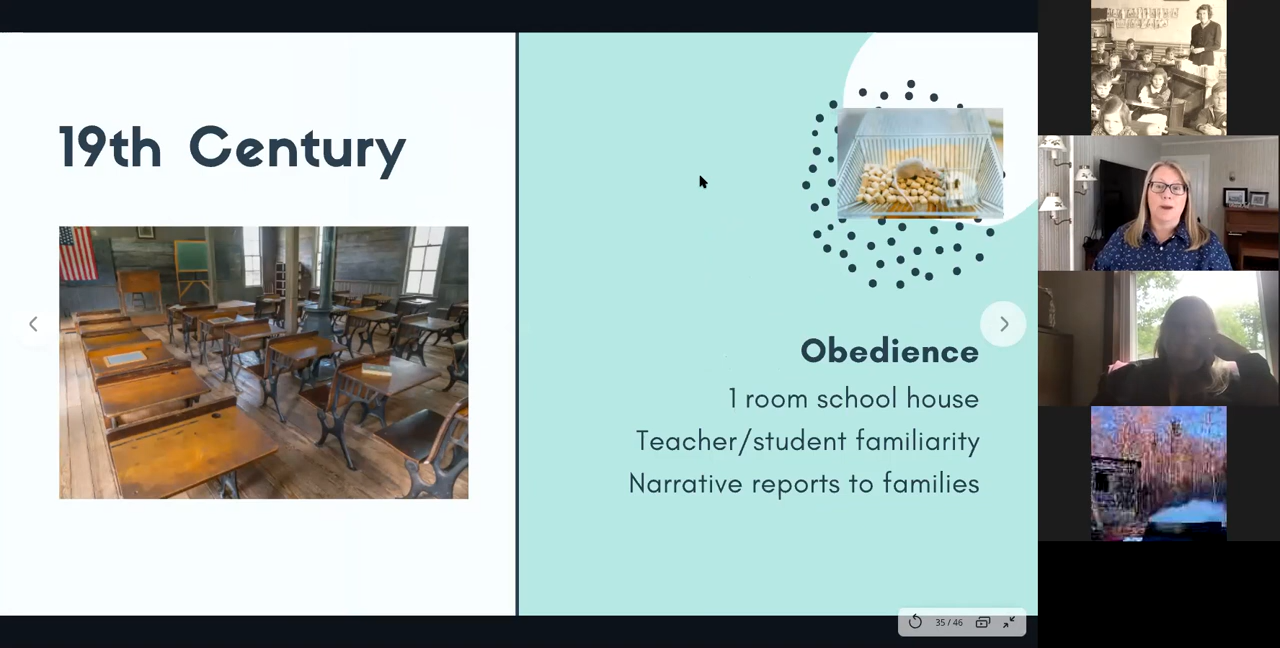 19th Century
Obedience
1 room school house
Teacher/student familiarity
Narrative reports to families
35 / 46